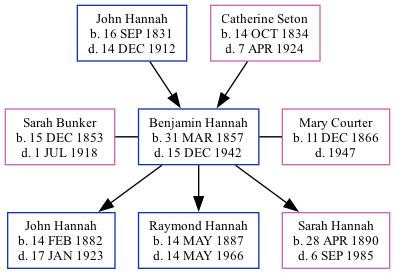 John Hannah
b. 16 SEP 1831
d. 14 DEC 1912
Catherine Seton
b. 14 OCT 1834
d. 7 APR 1924
Sarah Bunker
b. 15 DEC 1853
d. 1 JUL 1918
Benjamin Hannah
b. 31 MAR 1857
d. 15 DEC 1942
Mary Courter
b. 11 DEC 1866
d. 1947
John Hannah
b. 14 FEB 1882
d. 17 JAN 1923
Raymond Hannah
b. 14 MAY 1887
d. 14 MAY 1966
Sarah Hannah
b. 28 APR 1890
d. 6 SEP 1985